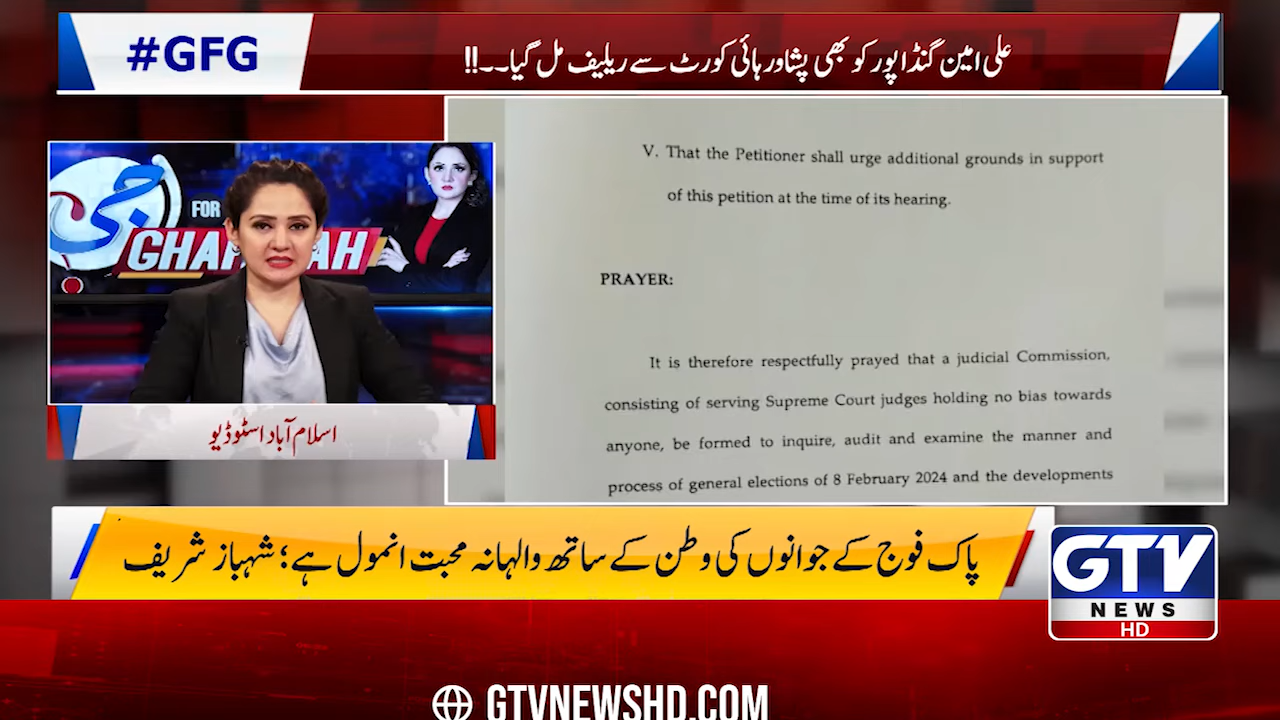 #GFG
علی امین گنڈاپور کو بھی پشاور ہائی کورٹ سے ریلیف مل گیا۔۔!!
جی
FOR
اسلام آباد اسٹوڈیو
V. That the Petitioner shall urge additional grounds in support
of this petition at the time of its hearing.
PRAYER:
It is therefore respectfully prayed that a judicial Commission,
consisting of serving Supreme Court judges holding no bias towards
anyone, be formed to inquire, audit and examine the manner and
process of general elections of 8 February 2024 and the developments
پاک فوج کے جوانوں کی وطن کے ساتھ والہانہ محبت انمول ہے؛ شہباز شریف
GTV
NEWS
HD
GTVNEWSHD.COM